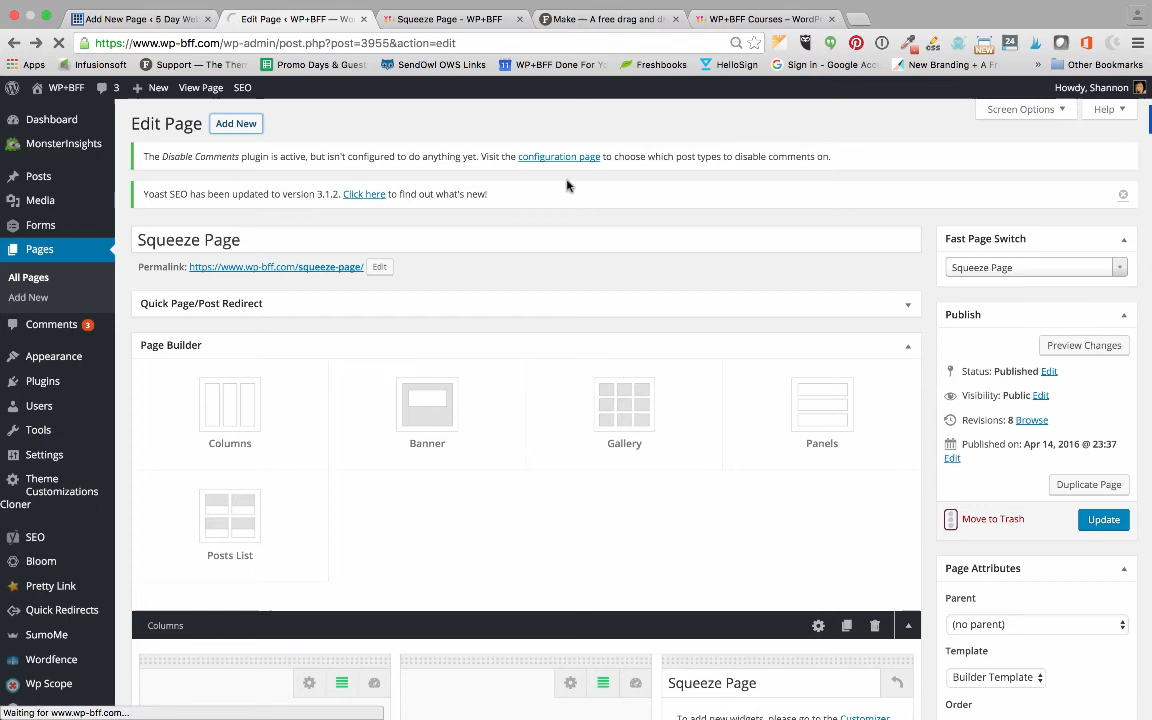 Add New Page ‹ 5 Day We
Edit Page ‹ WP+BFF — Wo
Squeeze Page - WP+BFF
Make — A free drag and dr
WP+BFF Courses – WordPr
https://www.wp-bff.com/wp-admin/post.php?post=3955&action=edit
Apps
Infusionsoft
Support — The Them
Promo Days & Guest
SendOwl OWS Links
WP+BFF Done For Yo
Freshbooks
HelloSign
Sign in - Google Acc
New Branding + A Fr
»
Other Bookmarks
WP+BFF
3
+ New
View Page
SEO
Howdy, Shannon
Dashboard
MonsterInsights
Posts
Media
Forms
Pages
All Pages
Add New
Comments 3
Appearance
Plugins
Users
Tools
Settings
Theme
Customizations
Cloner
SEO
Bloom
Pretty Link
Quick Redirects
SumoMe
Wordfence
Wp Scope
Waiting for www.wp-bff.com...
Edit Page
Add New
Screen Options
Help
The Disable Comments plugin is active, but isn't configured to do anything yet. Visit the configuration page to choose which post types to disable comments on.
Yoast SEO has been updated to version 3.1.2. Click here to find out what's new!
Squeeze Page
Permalink: https://www.wp-bff.com/squeeze-page/ Edit
Quick Page/Post Redirect
Page Builder
Columns
Banner
Gallery
Panels
Posts List
Columns
Squeeze Page
To add new widgets, please go to the Customizer
Fast Page Switch
Squeeze Page
Publish
Preview Changes
Status: Published Edit
Visibility: Public Edit
Revisions: 8 Browse
Published on: Apr 14, 2016 @ 23:37
Edit
Duplicate Page
Move to Trash
Update
Page Attributes
Parent
(no parent)
Template
Builder Template
Order